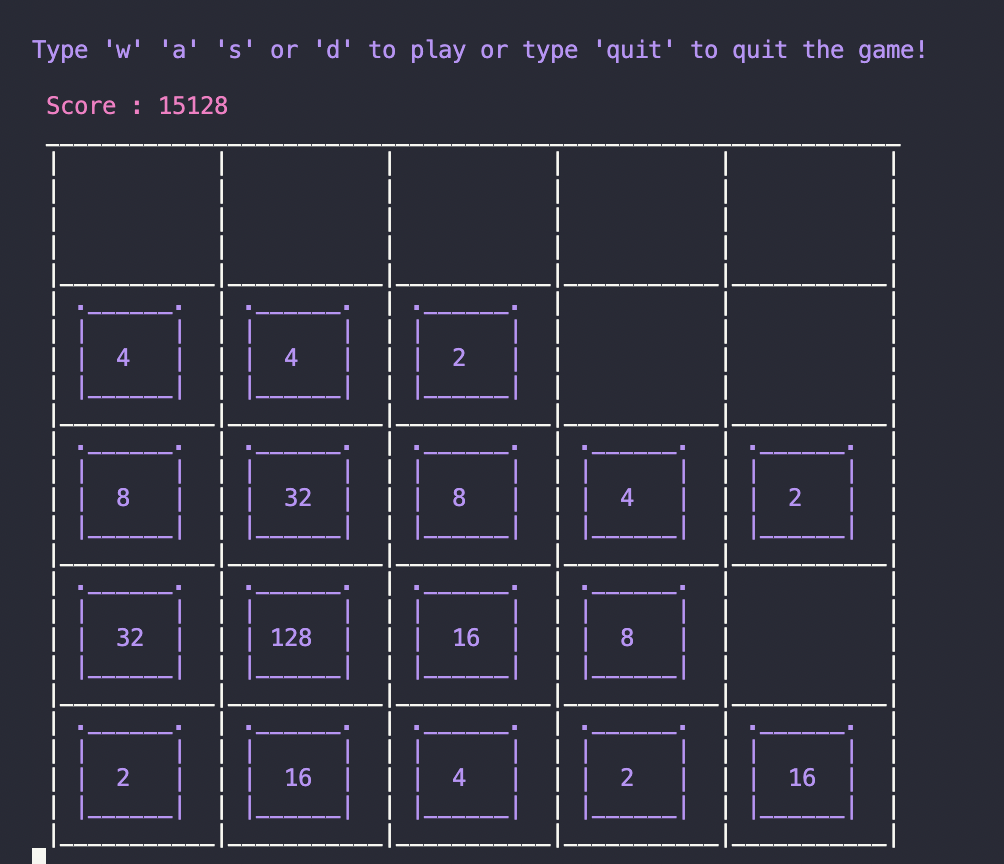 Type 'w' 'a' 's' or 'd' to play or type 'quit' to quit the game!
Score : 15128
4 4 2
8 32 8 4 2
32 128 16 8
2 16 4 2 16